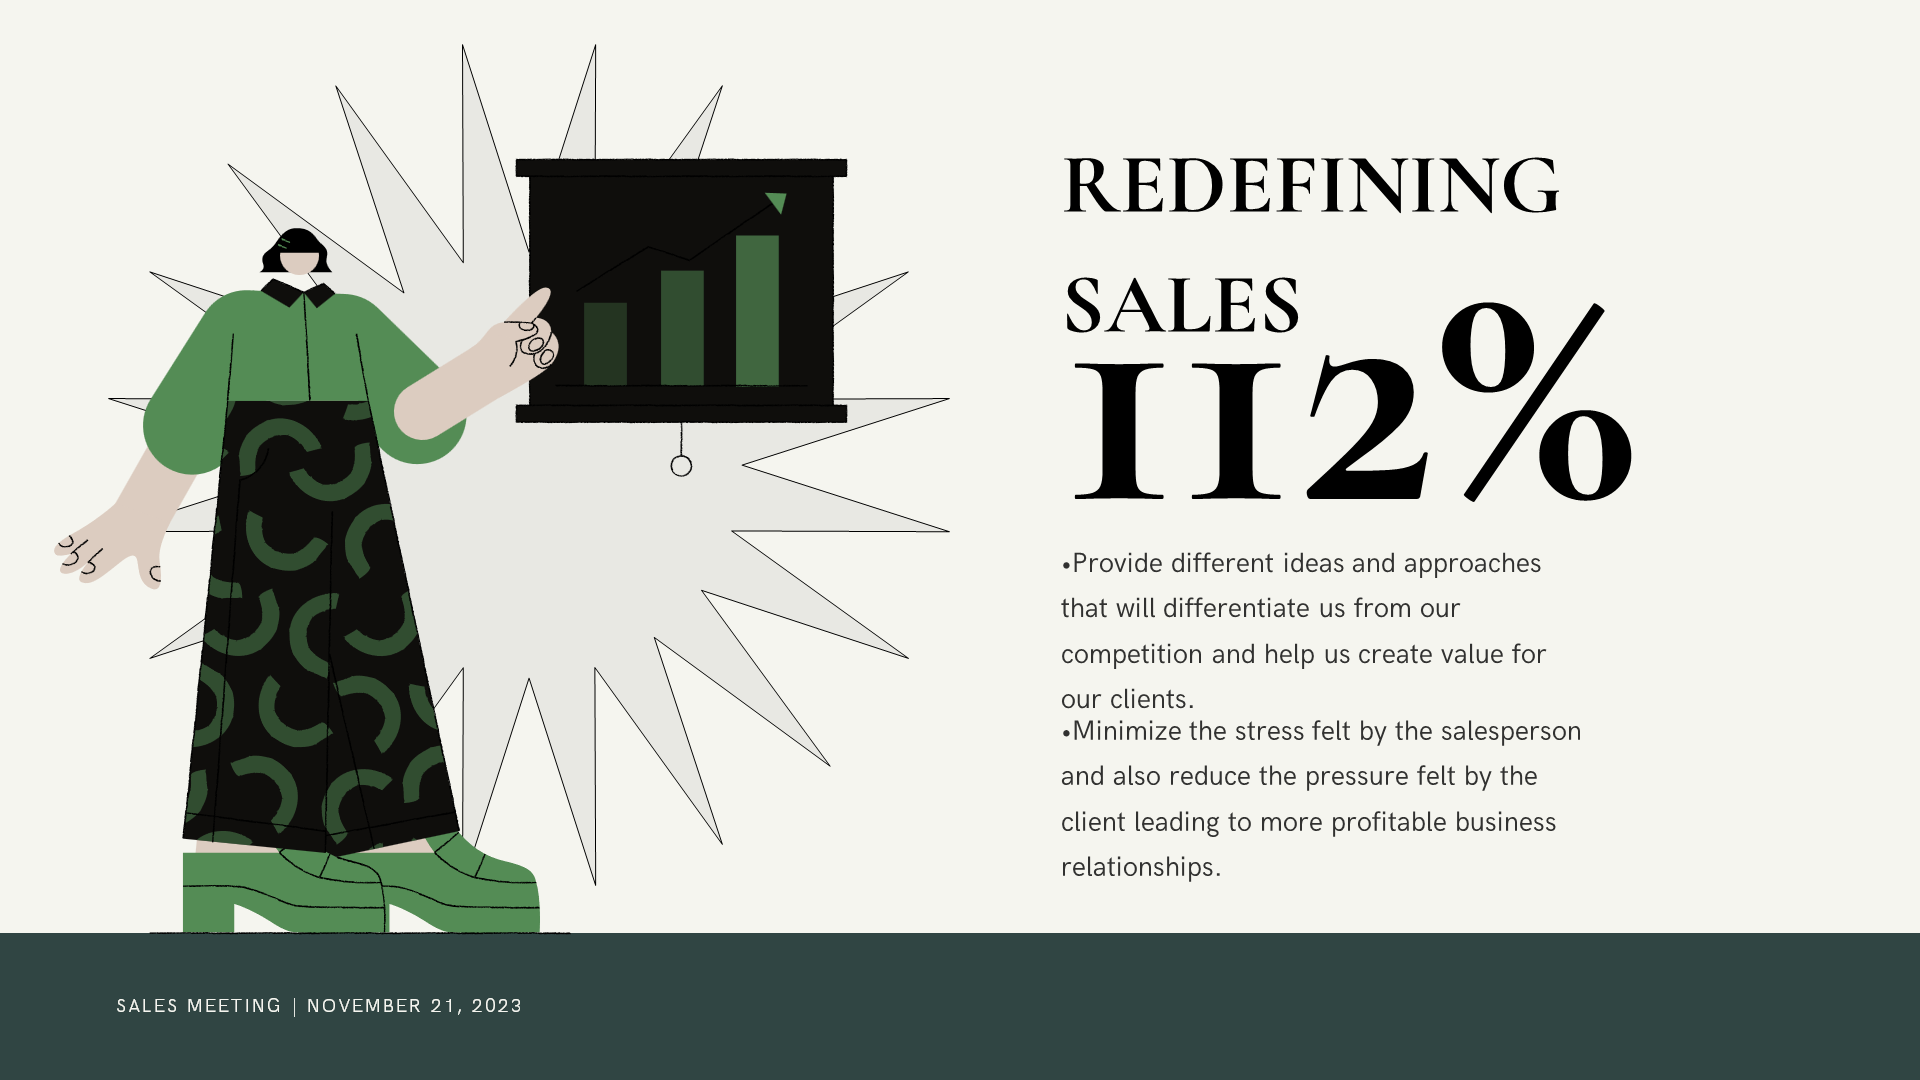 REDEFINING
SALES
112%
•Provide different ideas and approaches
that will differentiate us from our
competition and help us create value for
our clients.
•Minimize the stress felt by the salesperson
and also reduce the pressure felt by the
client leading to more profitable business
relationships.
SALES MEETING | NOVEMBER 21, 2023